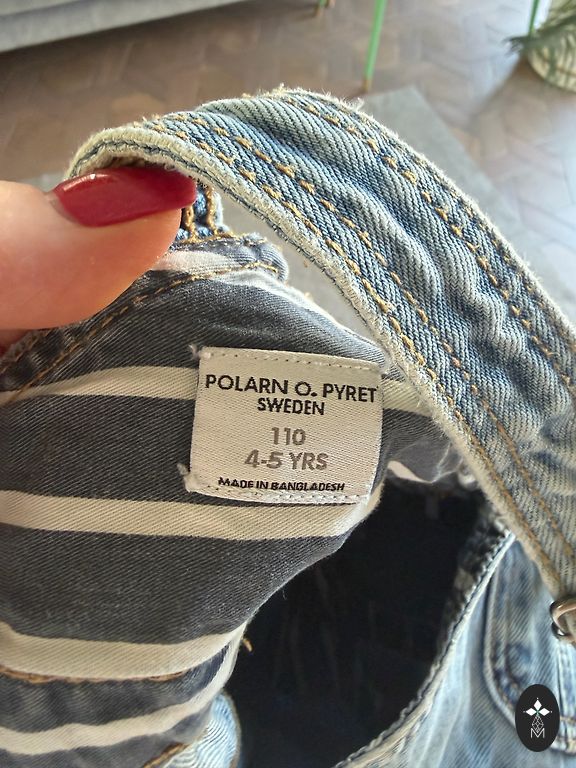 POLARN O. PYRET
SWEDEN
110
4-5 YRS
MADE IN BANGLADESH
M